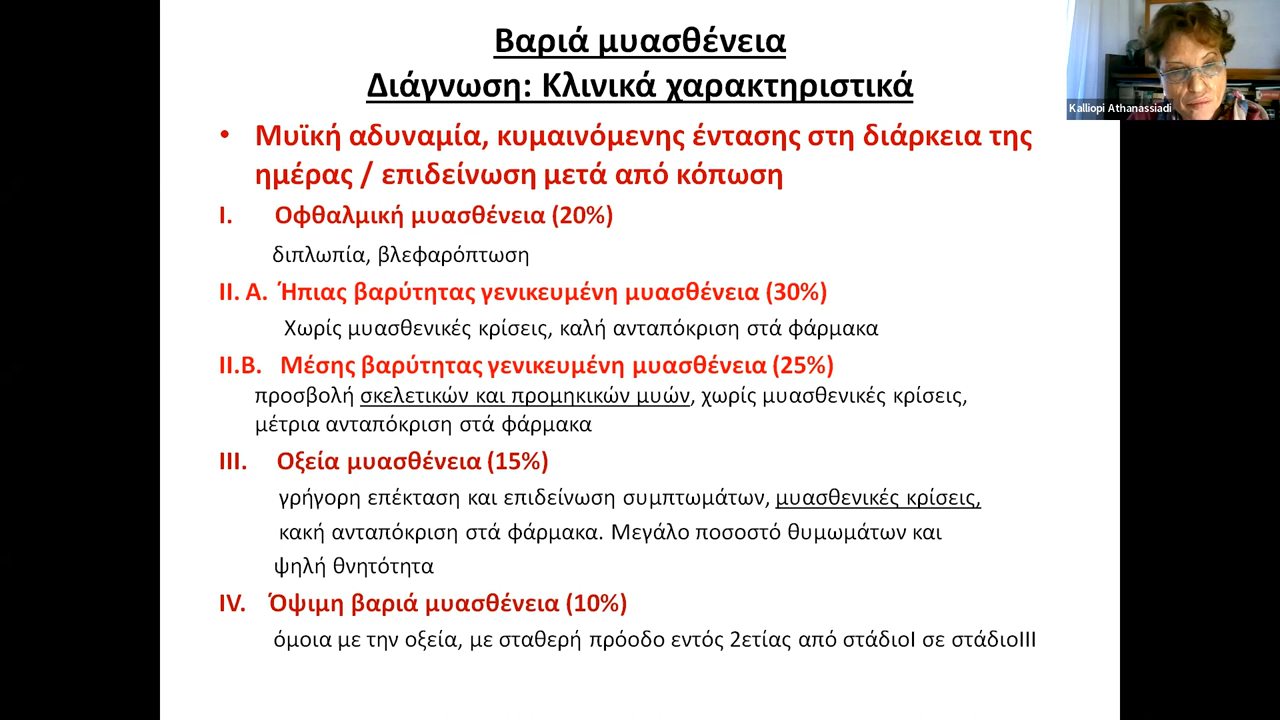 Βαριά μυασθένεια
Διάγνωση: Κλινικά χαρακτηριστικά
Kalliopi Athanassiadi
• Μυϊκή αδυναμία, κυμαινόμενης έντασης στη διάρκεια της
ημέρας / επιδείνωση μετά από κόπωση
I. Οφθαλμική μυασθένεια (20%)
διπλωπία, βλεφαρόπτωση
II. A. Ήπιας βαρύτητας γενικευμένη μυασθένεια (30%)
Χωρίς μυασθενικές κρίσεις, καλή ανταπόκριση στά φάρμακα
II.B. Μέσης βαρύτητας γενικευμένη μυασθένεια (25%)
προσβολή σκελετικών και προμηκικών μυών, χωρίς μυασθενικές κρίσεις,
μέτρια ανταπόκριση στά φάρμακα
III. Οξεία μυασθένεια (15%)
γρήγορη επέκταση και επιδείνωση συμπτωμάτων, μυασθενικές κρίσεις,
κακή ανταπόκριση στά φάρμακα. Μεγάλο ποσοστό θυμωμάτων και
ψηλή θνητότητα
IV. Όψιμη βαριά μυασθένεια (10%)
όμοια με την οξεία, με σταθερή πρόοδο εντός 2ετίας από στάδιοI σε στάδιοIII